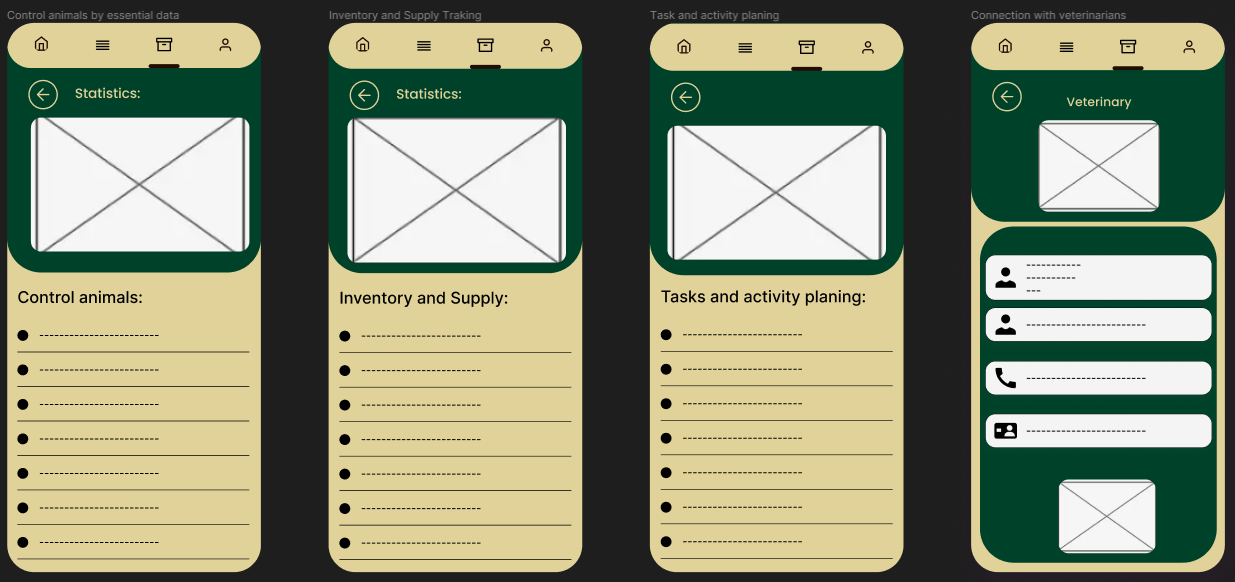 Control animals by essential data
Inventory and Supply Traking
Task and activity planing
Connection with veterinarians
Statistics:
Statistics:
Veterinary
Control animals:
Inventory and Supply:
Tasks and activity planing: